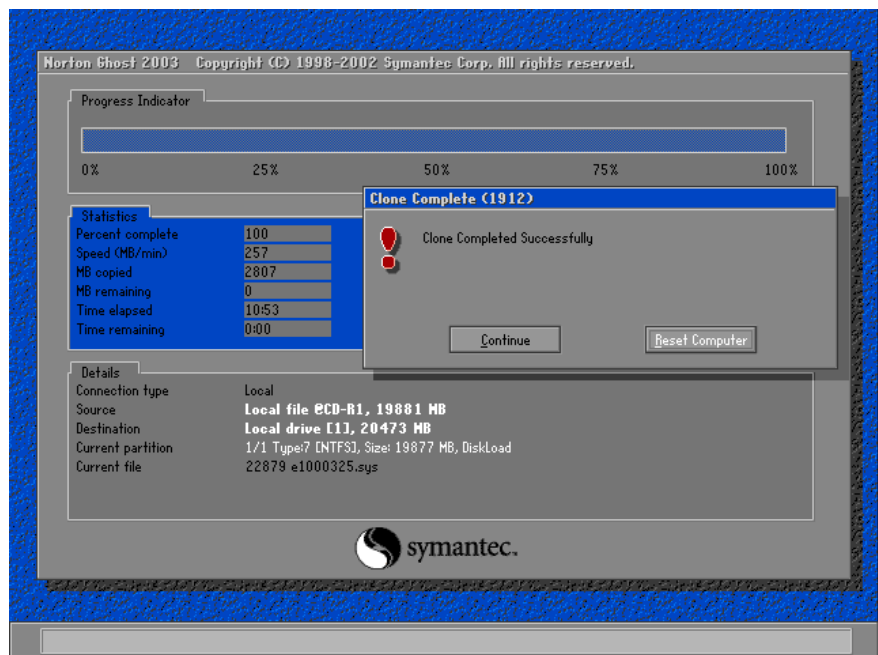 Norton Ghost 2003 Copyright (C) 1998-2002 Symantec Corp. All rights reserved.
Progress Indicator
0% 25% 50% 75% 100%
Clone Complete (1912)
Clone Completed Successfully
Continue Reset Computer
Statistics
Percent complete 100
Speed (MB/min) 257
MB copied 2807
MB remaining 0
Time elapsed 10:53
Time remaining 0:00
Details
Connection type Local
Source Local file @CD-R1, 19881 MB
Destination Local drive [1], 20473 MB
Current partition 1/1 Type:7 [NTFS], Size: 19877 MB, DiskLoad
Current file 22879 e1000325.sys
symantec.